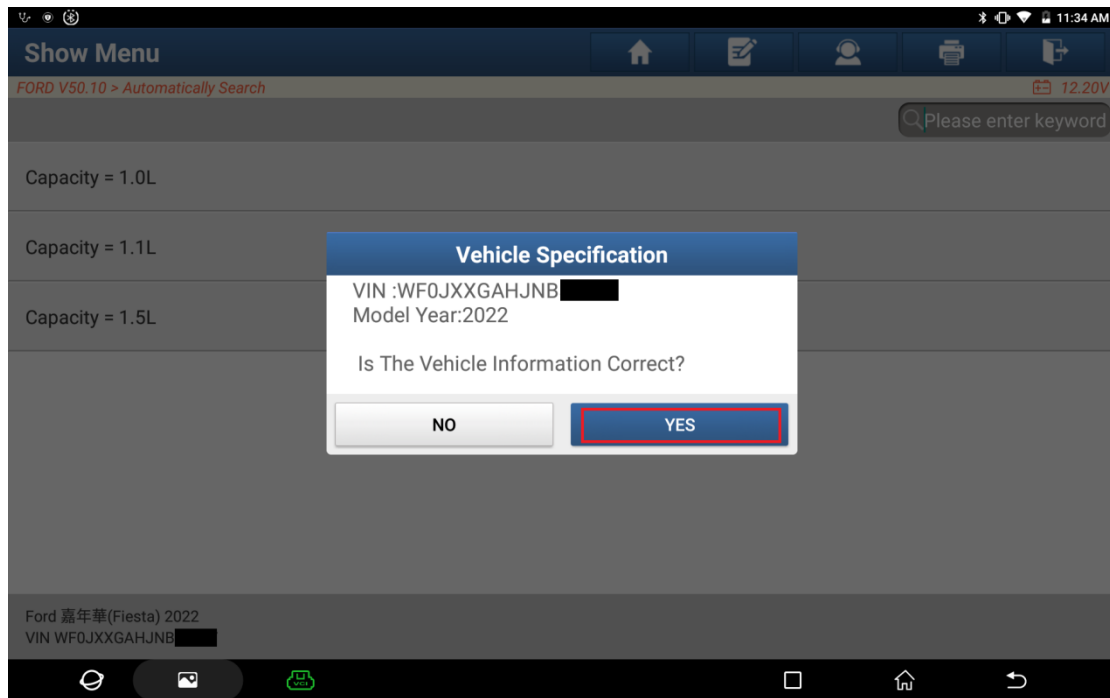 11:34 AM
Show Menu
FORD V50.10 > Automatically Search
12.20V
Please enter keyword
Capacity = 1.0L
Capacity = 1.1L
Capacity = 1.5L
Vehicle Specification
VIN :WF0JXXGAHJNB
Model Year:2022
Is The Vehicle Information Correct?
NO
YES
Ford 嘉年華(Fiesta) 2022
VIN WF0JXXGAHJNB
VCI